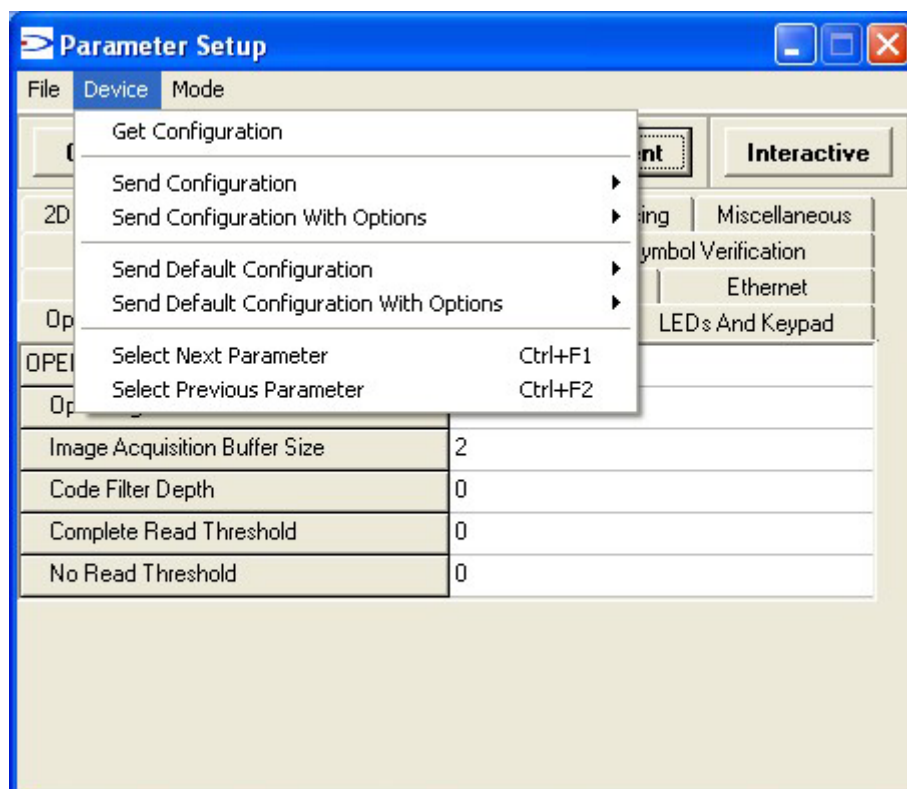 Parameter Setup
File Device Mode
Get Configuration
Interactive
Send Configuration
2D Miscellaneous
Send Configuration With Options
Verification
Send Default Configuration
Ethernet
Send Default Configuration With Options
LEDs And Keypad
Select Next Parameter Ctrl+F1
Select Previous Parameter Ctrl+F2
Image Acquisition Buffer Size 2
Code Filter Depth 0
Complete Read Threshold 0
No Read Threshold 0